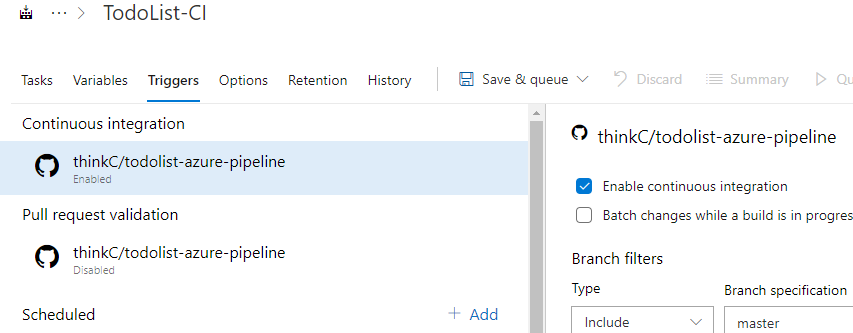 ··· > TodoList-CI
Tasks Variables Triggers Options Retention History Save & queue Discard Summary Qu
Continuous integration
thinkC/todolist-azure-pipeline
Enabled
Pull request validation
thinkC/todolist-azure-pipeline
Disabled
Scheduled + Add
thinkC/todolist-azure-pipeline
Enable continuous integration
Batch changes while a build is in progres
Branch filters
Type Branch specification
Include master